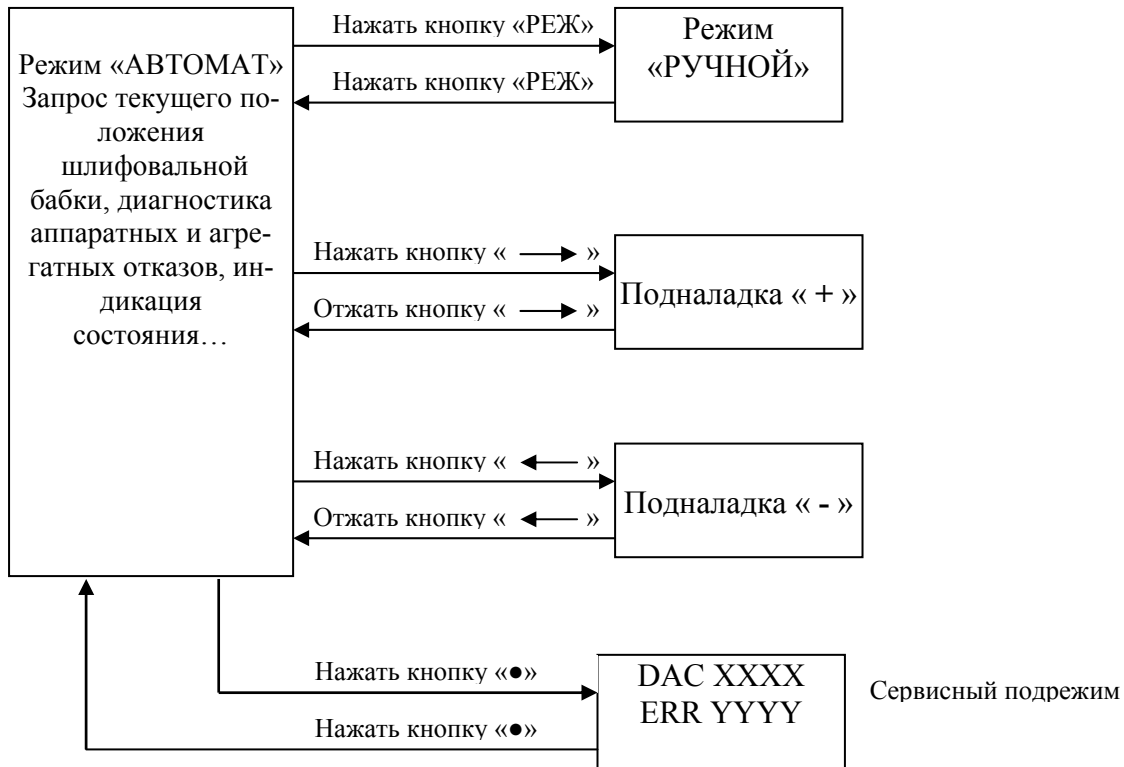 Режим «АВТОМАТ»
Запрос текущего по-
ложения
шлифовальной
бабки, диагностика
аппаратных и агре-
гатных отказов, ин-
дикация
состояния…
Нажать кнопку «РЕЖ»
Нажать кнопку «РЕЖ»
Режим
«РУЧНОЙ»
Нажать кнопку « → »
Отжать кнопку « → »
Подналадка « + »
Нажать кнопку « ← »
Отжать кнопку « ← »
Подналадка « - »
Нажать кнопку «●»
Нажать кнопку «●»
DAC XXXX
ERR YYYY
Сервисный подрежим